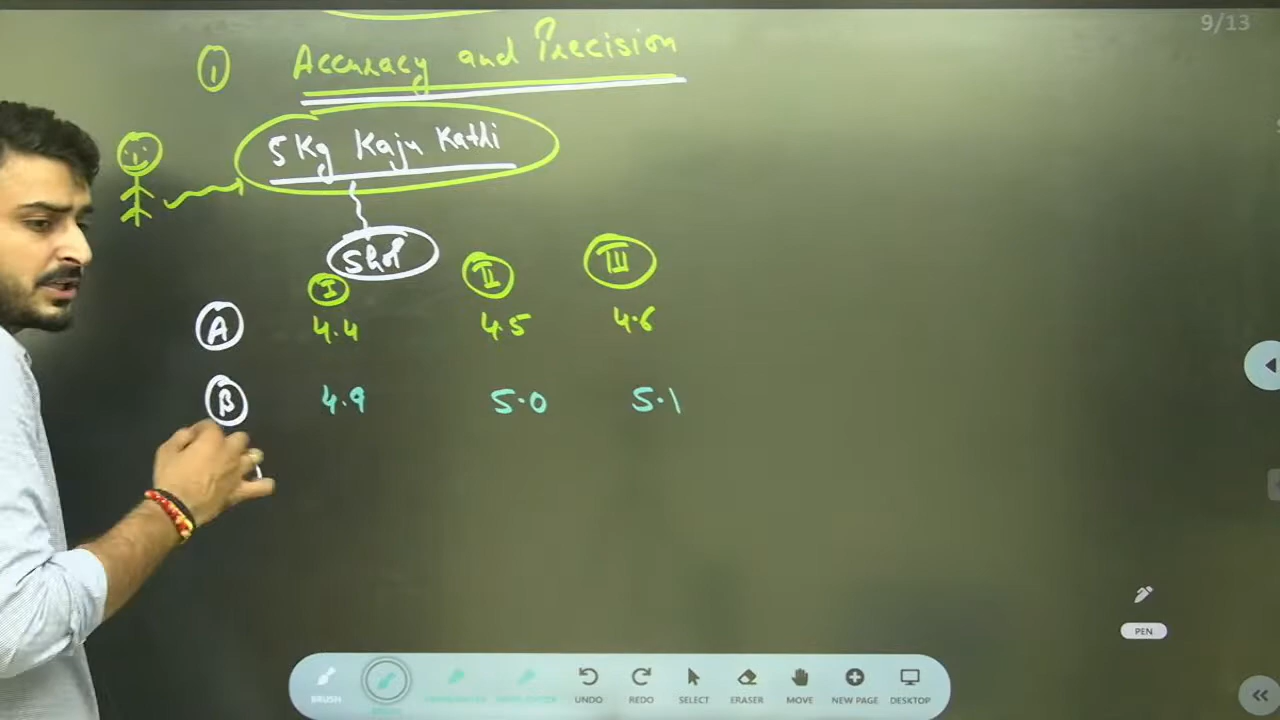 9/13
① Accuracy and Precision
5 Kg Kaju Katli
I II III
A 4.4 4.5 4.6
B 4.9 5.0 5.1
PEN
BRUSH UNDO REDO SELECT ERASER MOVE NEW PAGE DESKTOP